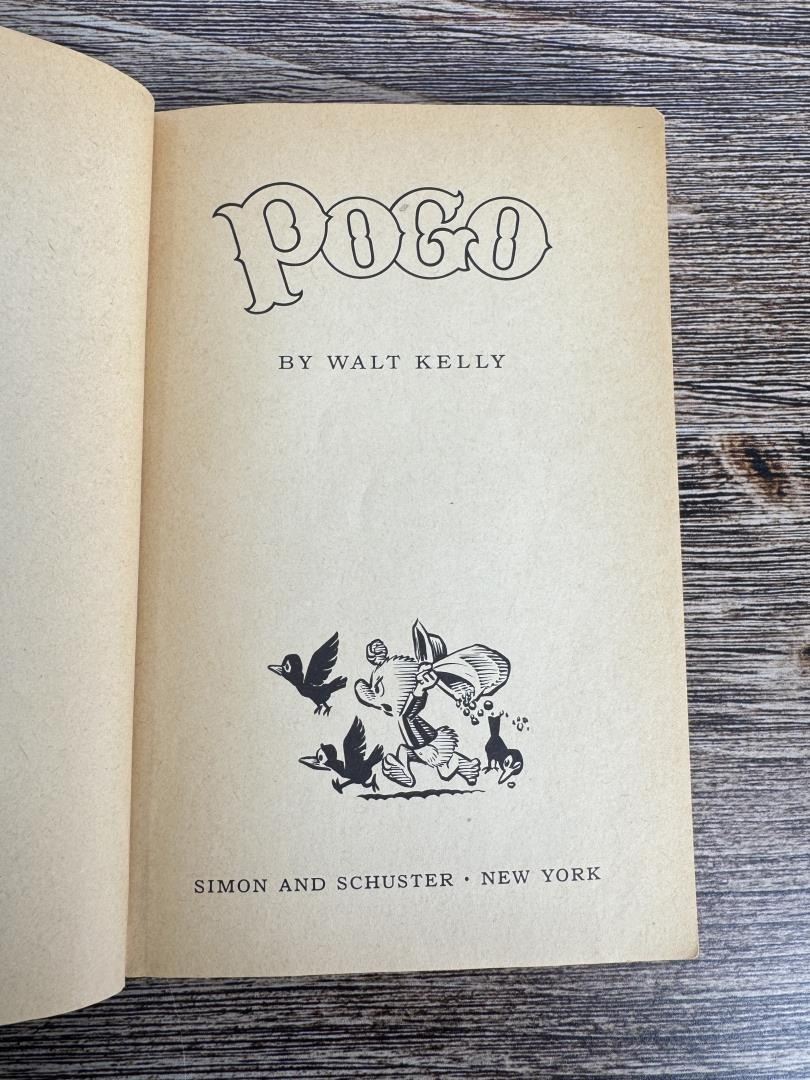 POGO
BY WALT KELLY
SIMON AND SCHUSTER • NEW YORK